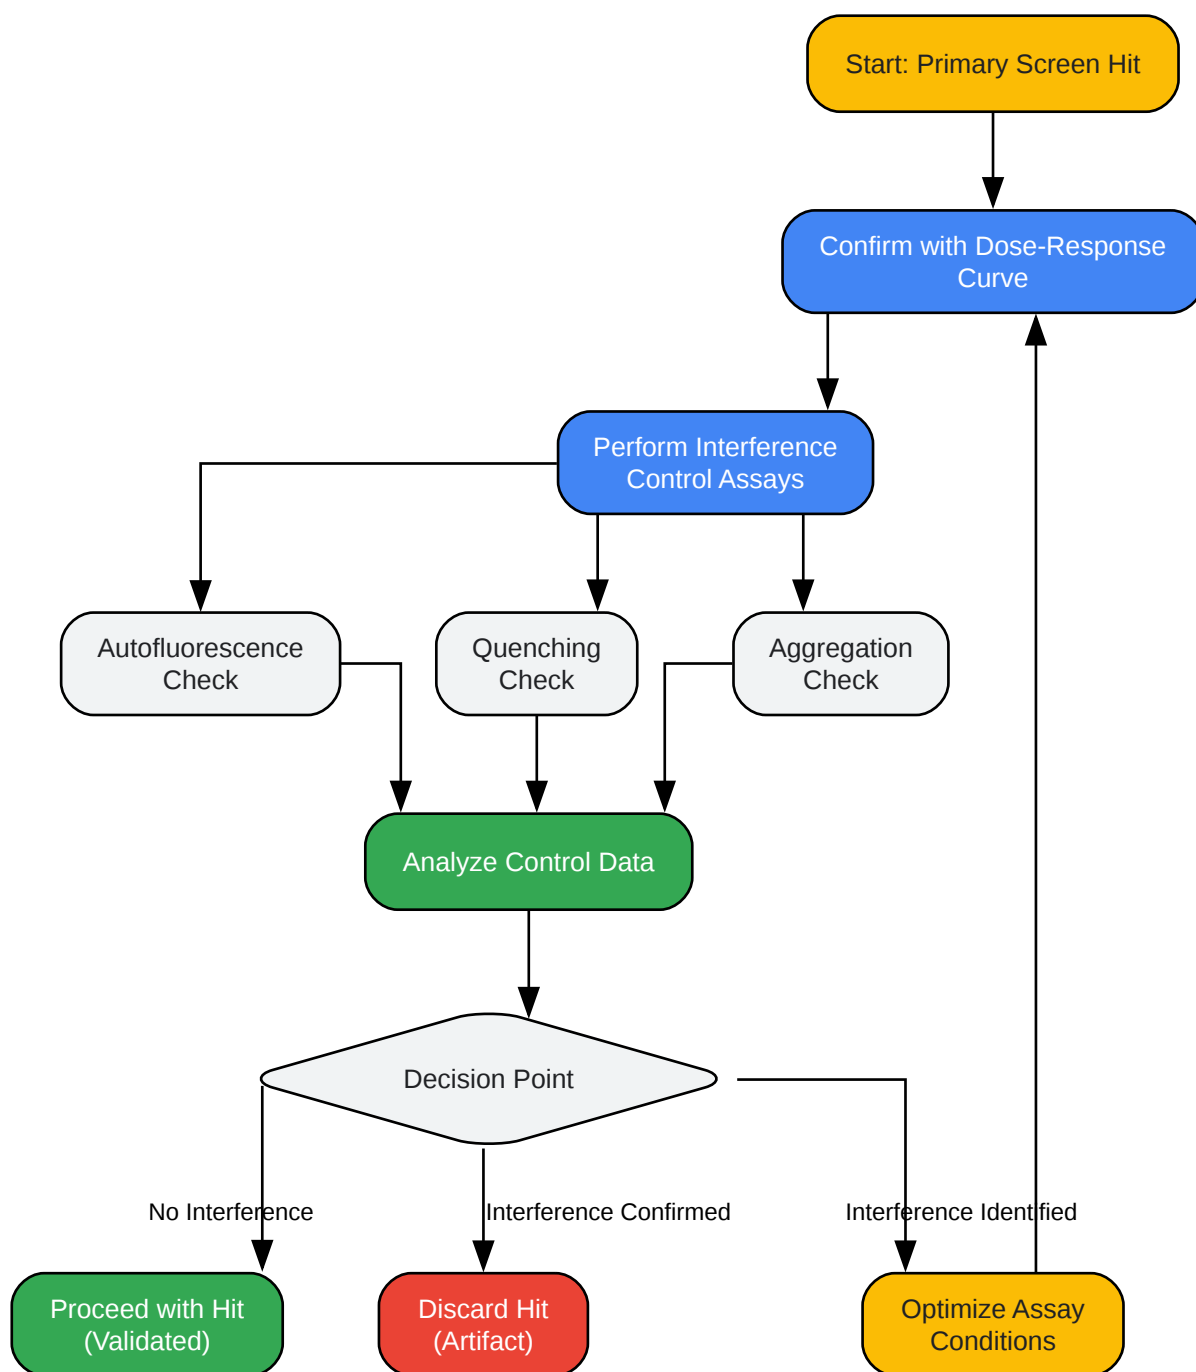 Start: Primary Screen Hit
Confirm with Dose-Response
Curve
Perform Interference
Control Assays
Autofluorescence
Check
Quenching
Check
Aggregation
Check
Analyze Control Data
Decision Point
No Interference
Interference Confirmed
Interference Identified
Proceed with Hit
(Validated)
Discard Hit
(Artifact)
Optimize Assay
Conditions